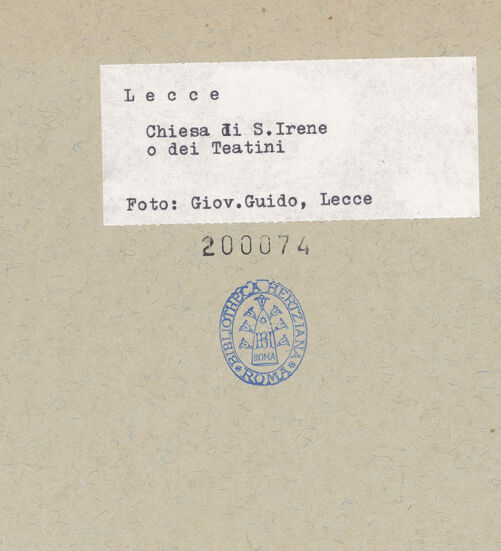 Lecce
Chiesa di S.Irene
o dei Teatini
Foto: Giov.Guido, Lecce
200074
BIBLIOTHECA HERTZIANA
ROMA
ROMA